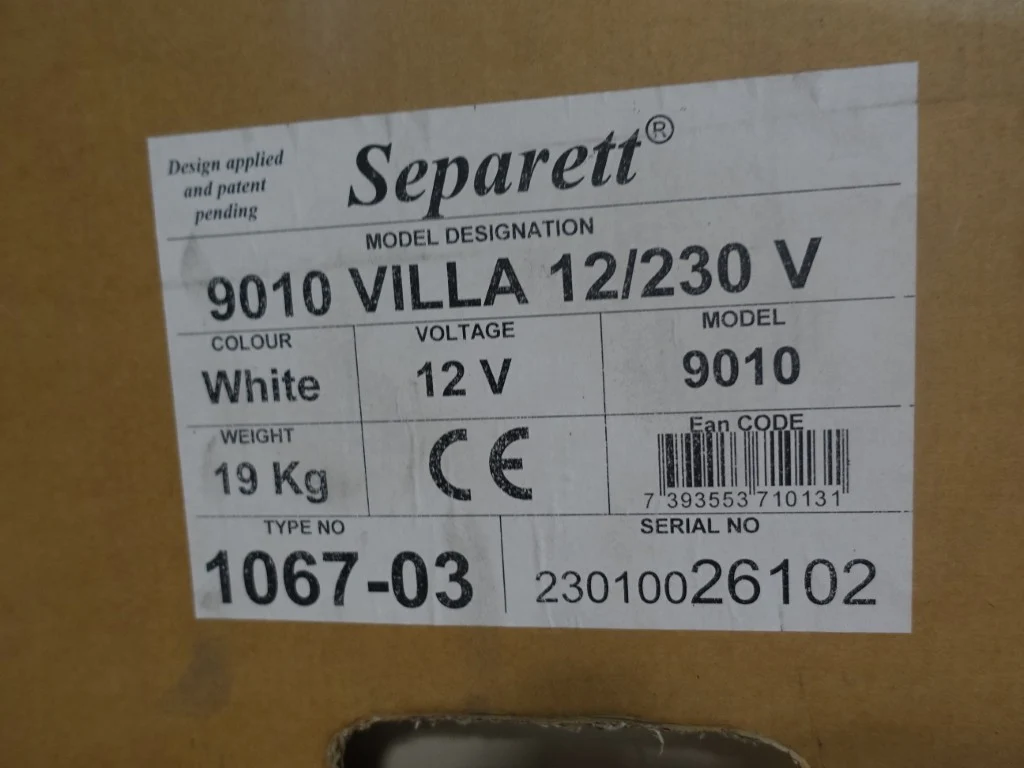 Design applied
and patent
pending
Separett®
MODEL DESIGNATION
9010 VILLA 12/230 V
COLOUR
White
VOLTAGE
12 V
MODEL
9010
WEIGHT
19 Kg
CE
Ean CODE
7 393553 710131
TYPE NO
1067-03
SERIAL NO
23010026102